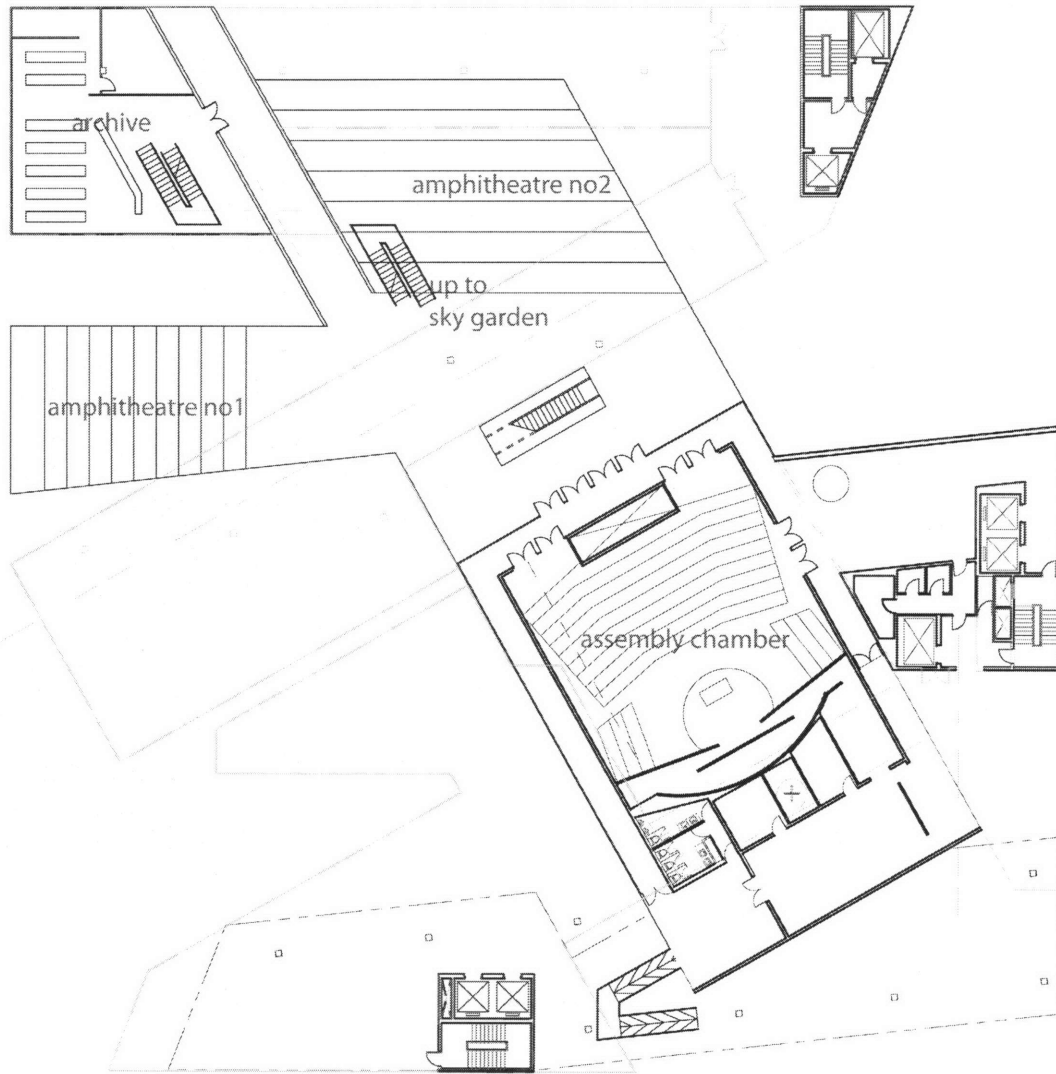 archive
amphitheatre no2
up to
sky garden
amphitheatre no1
assembly chamber